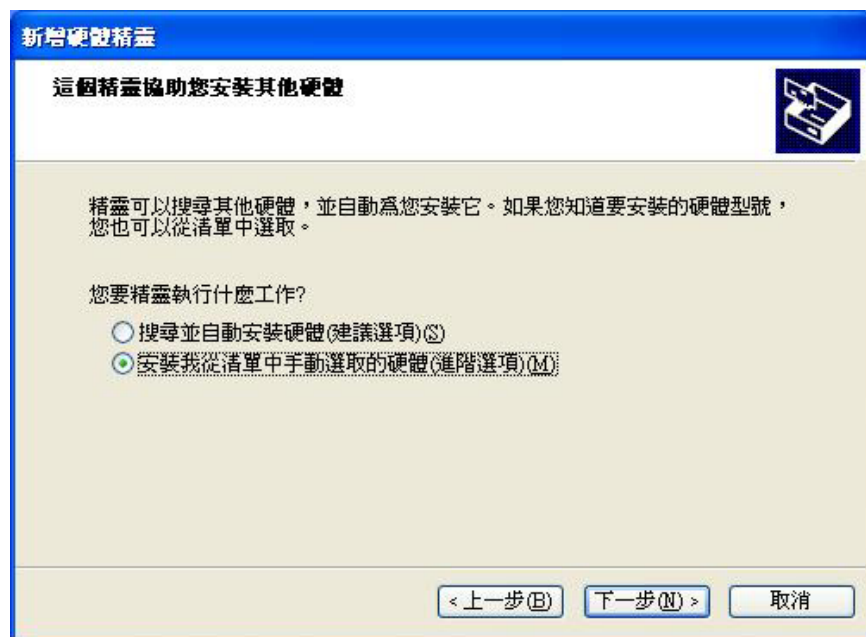 新增硬體精靈
這個精靈協助您安裝其他硬體
精靈可以搜尋其他硬體，並自動為您安裝它。如果您知道要安裝的硬體型號，
您也可以從清單中選取。
您要精靈執行什麼工作?
搜尋並自動安裝硬體(建議選項)(S)
安裝我從清單中手動選取的硬體(進階選項)(M)
< 上一步(B)
下一步(N) >
取消